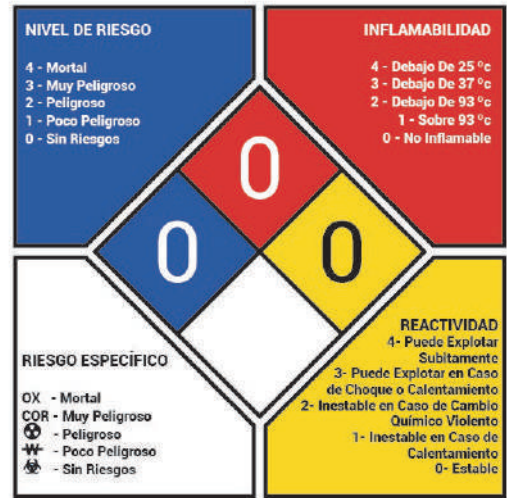 NIVEL DE RIESGO
4 - Mortal
3 - Muy Peligroso
2 - Peligroso
1 - Poco Peligroso
0 - Sin Riesgos
INFLAMABILIDAD
4 - Debajo De 25 ºc
3 - Debajo De 37 ºc
2 - Debajo De 93 ºc
1 - Sobre 93 ºc
0 - No Inflamable
0
0
0
RIESGO ESPECÍFICO
OX - Mortal
COR - Muy Peligroso
☢ - Peligroso
W - Poco Peligroso
☣ - Sin Riesgos
REACTIVIDAD
4- Puede Explotar
Subitamente
3- Puede Explotar en Caso
de Choque o Calentamiento
2- Inestable en Caso de Cambio
Químico Violento
1- Inestable en Caso de
Calentamiento
0- Estable